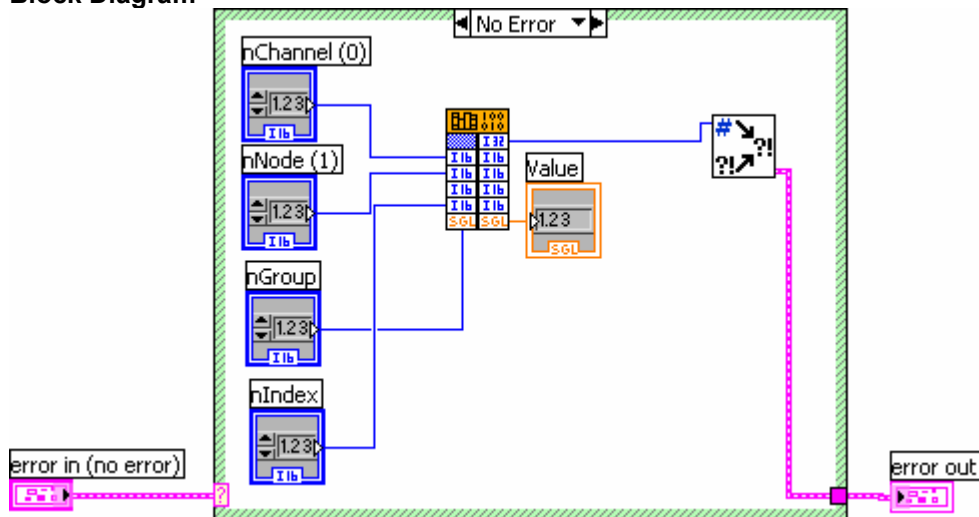 Block Diagram
No Error
nChannel (0)
1.23
I16
nNode (1)
1.23
I16
I32
I16 I16
I16 I16
I16 I16
I16 I16
SGL SGL
Value
1.23
SGL
#
?!
?!
nGroup
1.23
I16
nIndex
1.23
I16
error in (no error)
?
error out